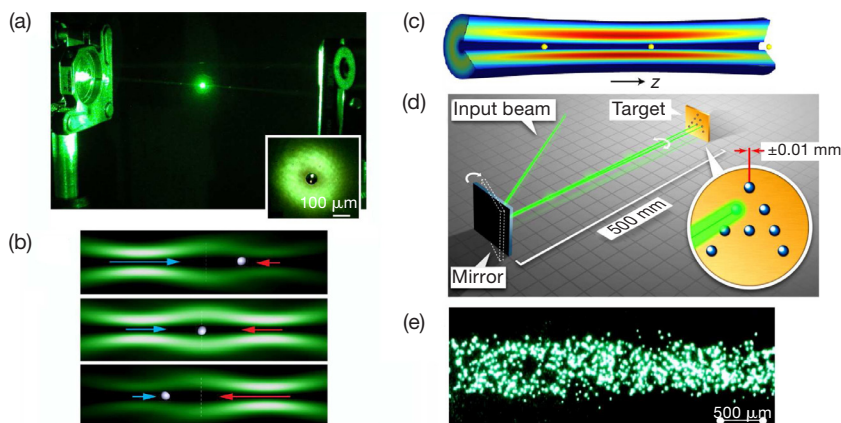 (a)
100 μm
(b)
(c)
z
(d)
Input beam
Target
±0.01 mm
500 mm
Mirror
(e)
500 μm